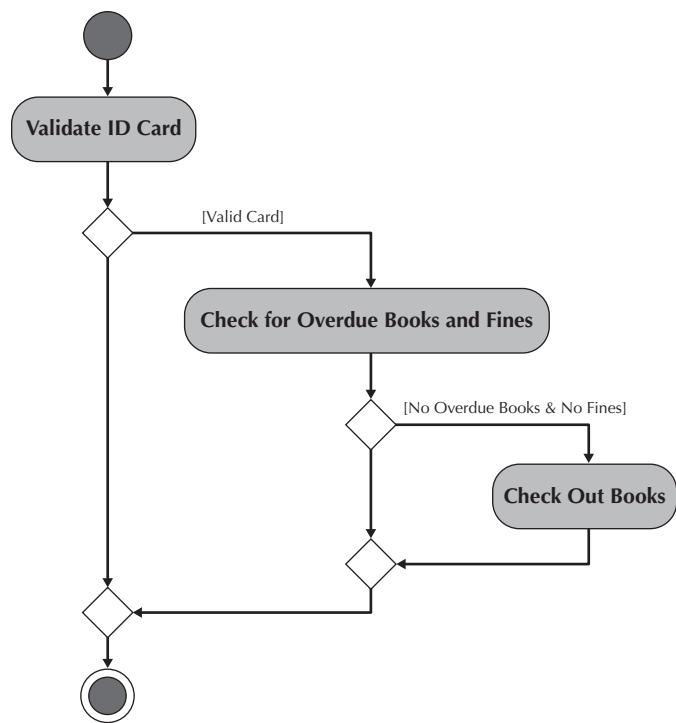 Validate ID Card
[Valid Card]
Check for Overdue Books and Fines
[No Overdue Books & No Fines]
Check Out Books